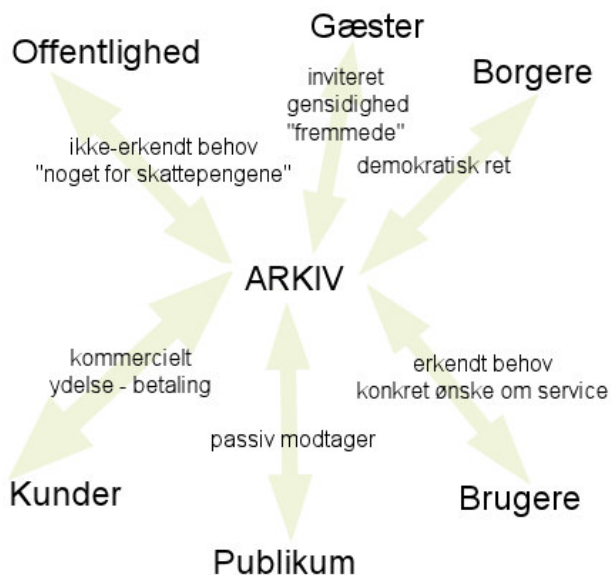 Gæster
Offentlighed
Borgere
inviteret
gensidighed
"fremmede"
ikke-erkendt behov
"noget for skattepengene"
demokratisk ret
ARKIV
kommercielt
ydelse - betaling
erkendt behov
konkret ønske om service
passiv modtager
Kunder
Brugere
Publikum